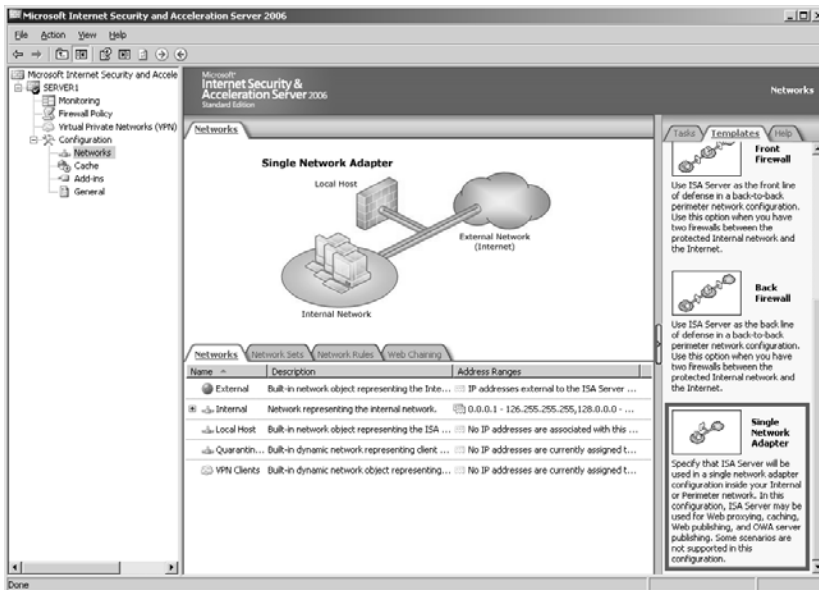 Microsoft Internet Security and Acceleration Server 2006
File Action View Help
Microsoft Internet Security and Accele
SERVER1
Monitoring
Firewall Policy
Virtual Private Networks (VPN)
Configuration
Networks
Cache
Add-ins
General
Microsoft®
Internet Security &
Acceleration Server 2006
Standard Edition
Networks
Networks
Single Network Adapter
Local Host
External Network
(Internet)
Internal Network
Networks Network Sets Network Rules Web Chaining
Name Description Address Ranges
External Built-in network object representing the Inte... IP addresses external to the ISA Server ...
Internal Network representing the internal network. 0.0.0.1 - 126.255.255.255,128.0.0.0 - ...
Local Host Built-in network object representing the ISA ... No IP addresses are associated with this ...
Quarantin... Built-in dynamic network representing client ... No IP addresses are currently assigned t...
VPN Clients Built-in dynamic network object representing... No IP addresses are currently assigned t...
Tasks Templates Help
Front
Firewall
Use ISA Server as the front line
of defense in a back-to-back
perimeter network configuration.
Use this option when you have
two firewalls between the
protected Internal network and
the Internet.
Back
Firewall
Use ISA Server as the back line
of defense in a back-to-back
perimeter network configuration.
Use this option when you have
two firewalls between the
protected Internal network and
the Internet.
Single
Network
Adapter
Specify that ISA Server will be
used in a single network adapter
configuration inside your Internal
or Perimeter network. In this
configuration, ISA Server may be
used for Web proxying, caching,
Web publishing, and OWA server
publishing. Some scenarios are
not supported in this
configuration.
Done